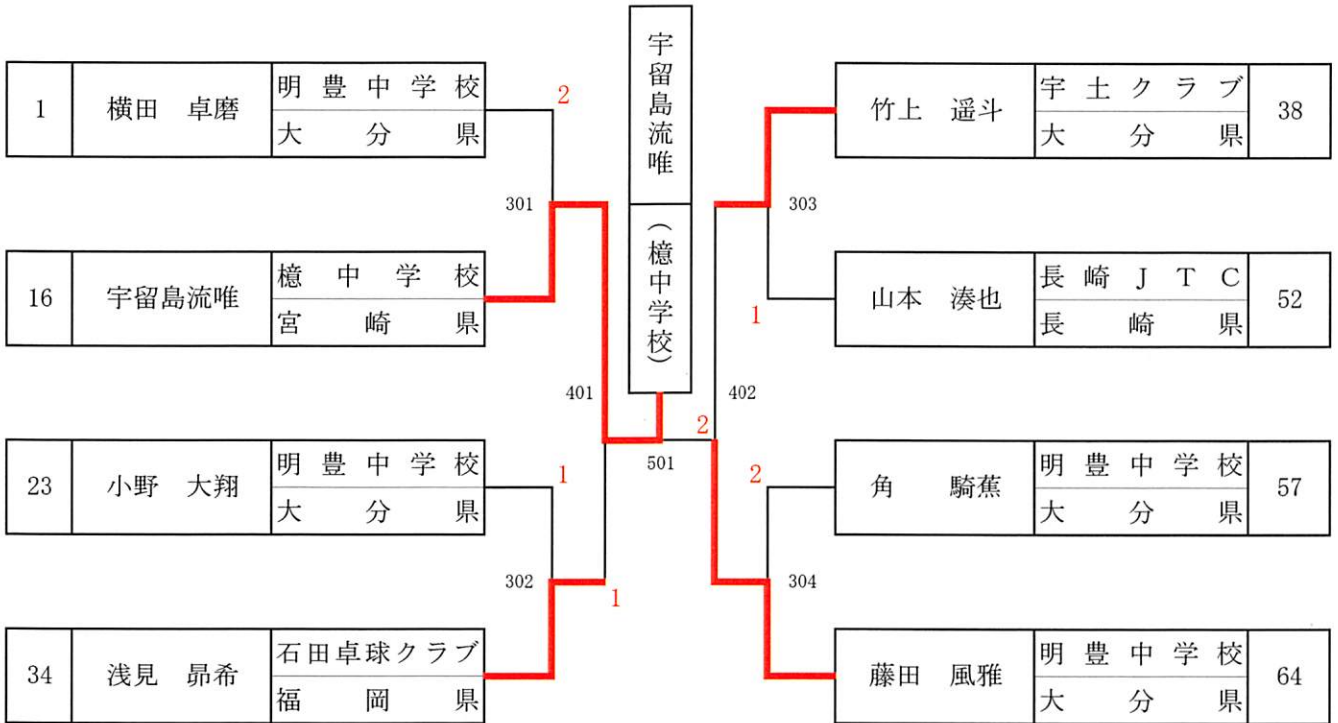 宇留島流唯
(檍中学校)
1 横田 卓磨 明豊中学校
大分県
2
301
16 宇留島流唯 檍中学校
宮崎県
401
23 小野 大翔 明豊中学校
大分県
1
302
1
34 浅見 昴希 石田卓球クラブ
福岡県
501
2
竹上 遥斗 宇土クラブ 38
大分県
303
山本 湊也 長崎JTC 52
長崎県
1
402
角 騎蕉 明豊中学校 57
大分県
2
304
藤田 風雅 明豊中学校 64
大分県